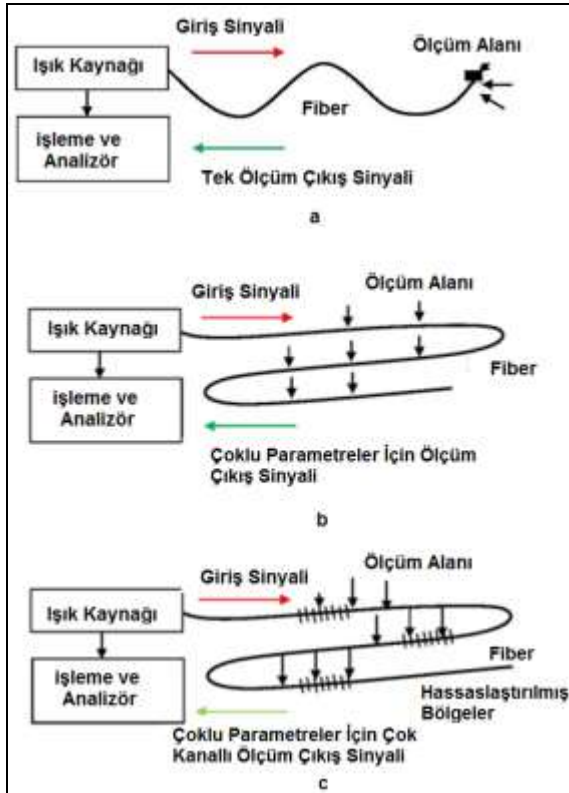 Giriş Sinyali
Ölçüm Alanı
Işık Kaynağı
Fiber
işleme ve
Analizör
Tek Ölçüm Çıkış Sinyali
a
Giriş Sinyali
Ölçüm Alanı
Işık Kaynağı
Fiber
işleme ve
Analizör
Çoklu Parametreler İçin Ölçüm
Çıkış Sinyali
b
Giriş Sinyali
Ölçüm Alanı
Işık Kaynağı
Fiber
işleme ve
Analizör
Hassaslaştırılmış
Bölgeler
Çoklu Parametreler İçin Çok
Kanallı Ölçüm Çıkış Sinyali
c